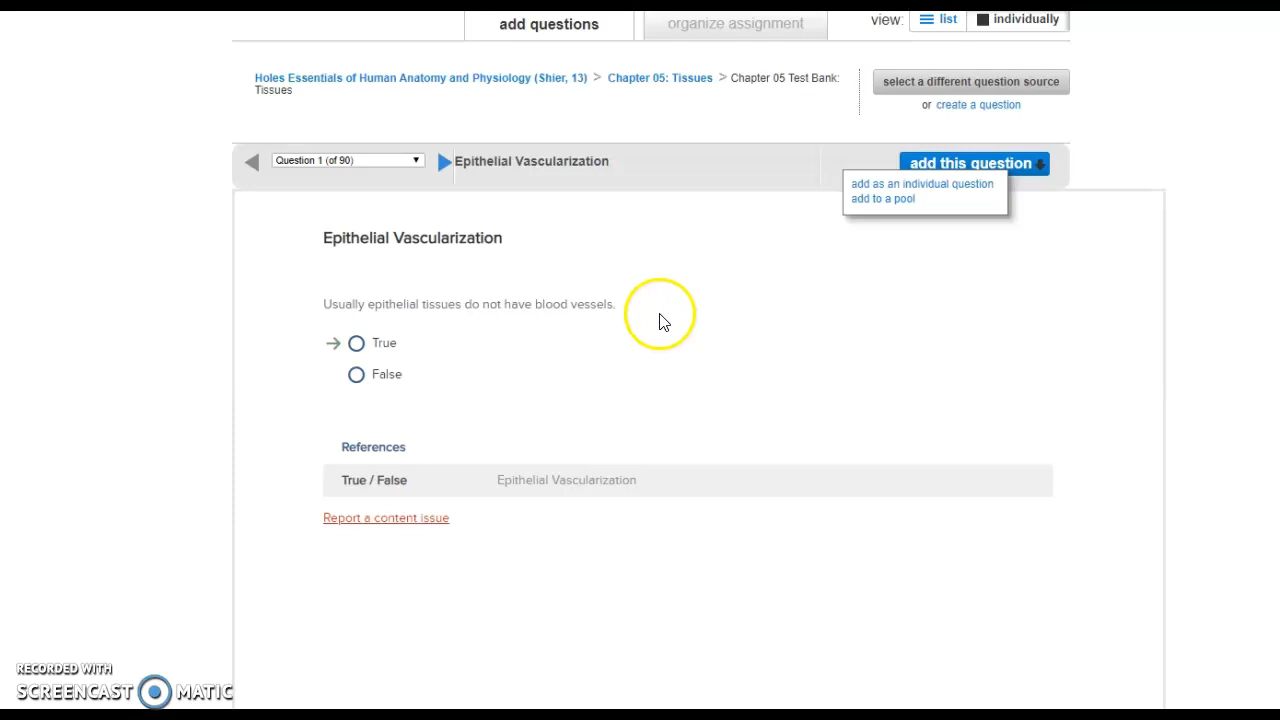 add questions
organize assignment
view:
list
individually
Holes Essentials of Human Anatomy and Physiology (Shier, 13) > Chapter 05: Tissues > Chapter 05 Test Bank:
Tissues
select a different question source
or create a question
Question 1 (of 90)
Epithelial Vascularization
add this question
add as an individual question
add to a pool
Epithelial Vascularization
Usually epithelial tissues do not have blood vessels.
True
False
References
True / False
Epithelial Vascularization
Report a content issue
RECORDED WITH
SCREENCAST MATIC